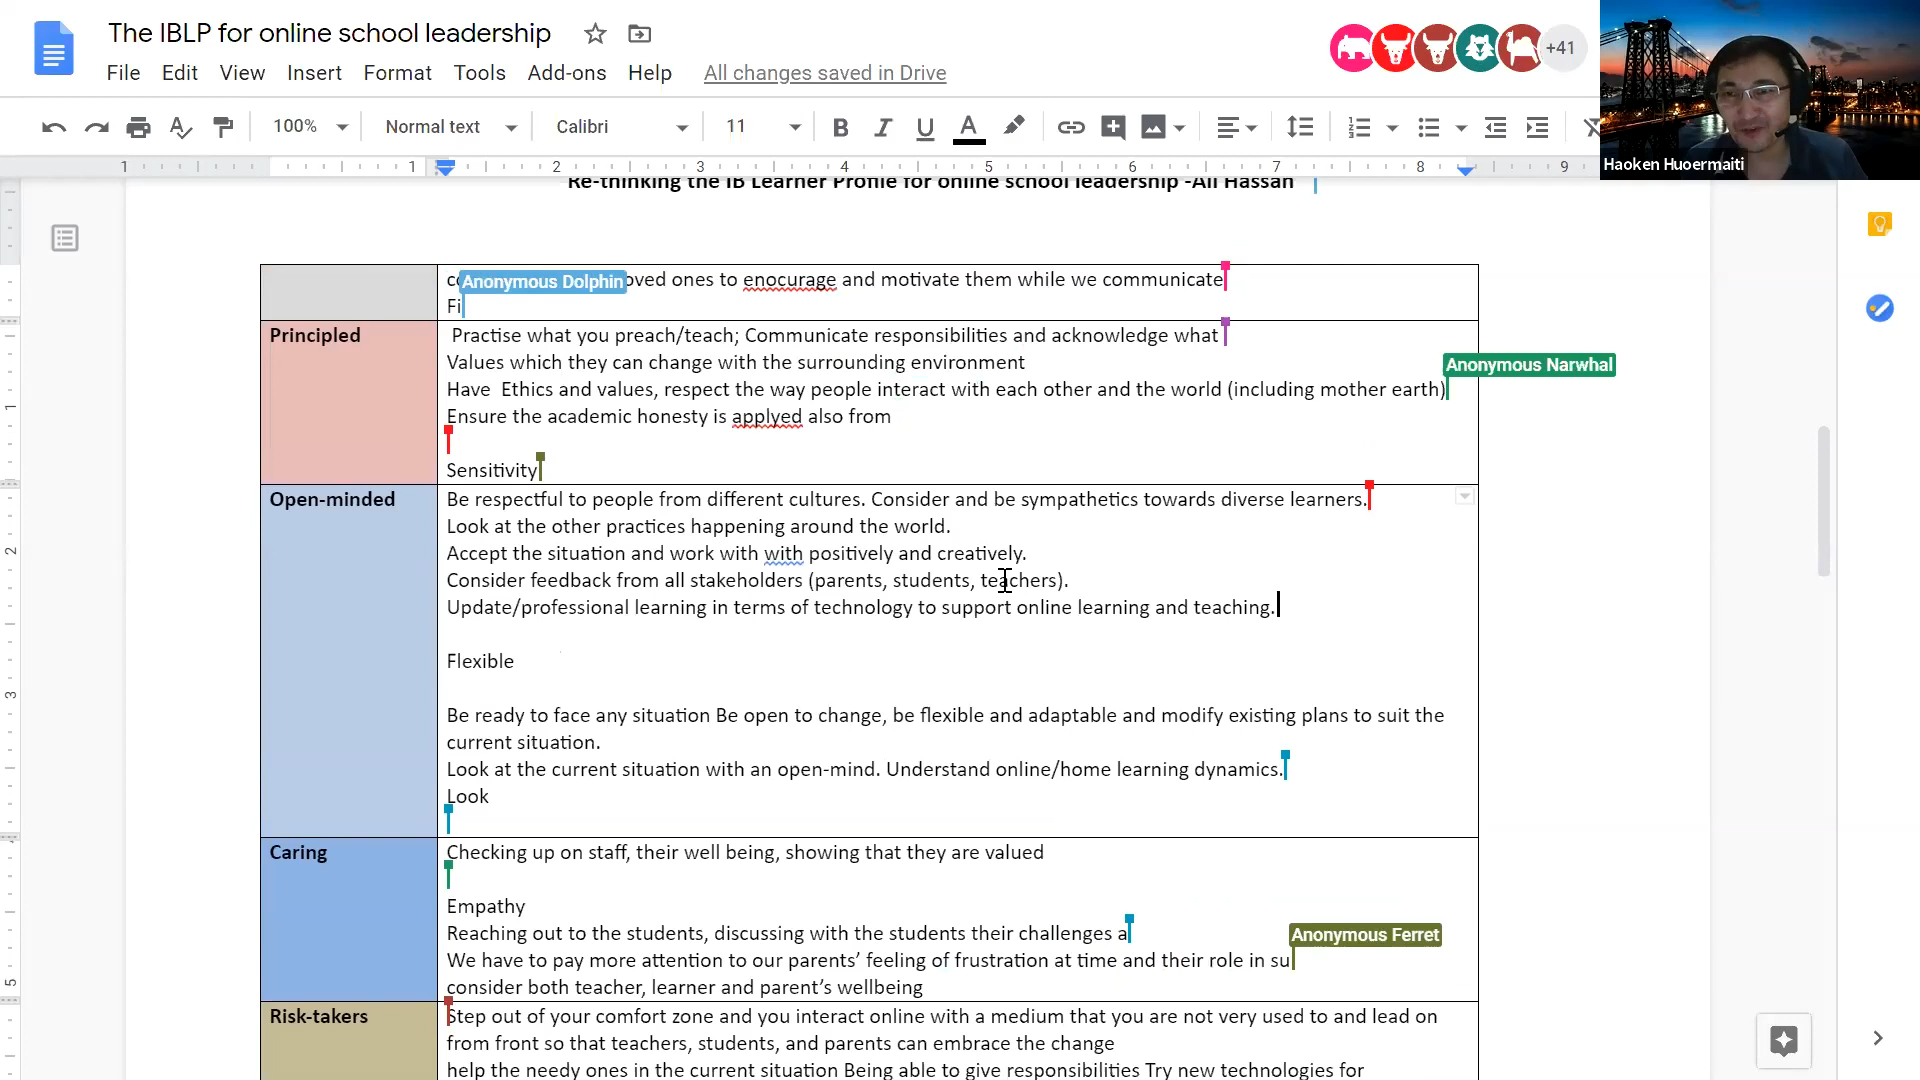 The IBLP for online school leadership
File Edit View Insert Format Tools Add-ons Help All changes saved in Drive
+41
100% Normal text Calibri 11
Haoken Huoermaiti
1 1 2 3 4 5 6 7 8 9
Re-thinking the IB Learner Profile for online school leadership -Ali Hassan
Anonymous Dolphin
oved ones to enocurage and motivate them while we communicate
Fi
Principled
Practise what you preach/teach; Communicate responsibilities and acknowledge what
Values which they can change with the surrounding environment
Anonymous Narwhal
Have Ethics and values, respect the way people interact with each other and the world (including mother earth)
Ensure the academic honesty is applyed also from
Sensitivity
Open-minded
Be respectful to people from different cultures. Consider and be sympathetics towards diverse learners.
Look at the other practices happening around the world.
Accept the situation and work with with positively and creatively.
Consider feedback from all stakeholders (parents, students, teachers).
Update/professional learning in terms of technology to support online learning and teaching.
Flexible
Be ready to face any situation Be open to change, be flexible and adaptable and modify existing plans to suit the
current situation.
Look at the current situation with an open-mind. Understand online/home learning dynamics.
Look
Caring
Checking up on staff, their well being, showing that they are valued
Empathy
Reaching out to the students, discussing with the students their challenges a
Anonymous Ferret
We have to pay more attention to our parents' feeling of frustration at time and their role in su
consider both teacher, learner and parent's wellbeing
Risk-takers
Step out of your comfort zone and you interact online with a medium that you are not very used to and lead on
from front so that teachers, students, and parents can embrace the change
help the needy ones in the current situation Being able to give responsibilities Try new technologies for
1
2
3
5